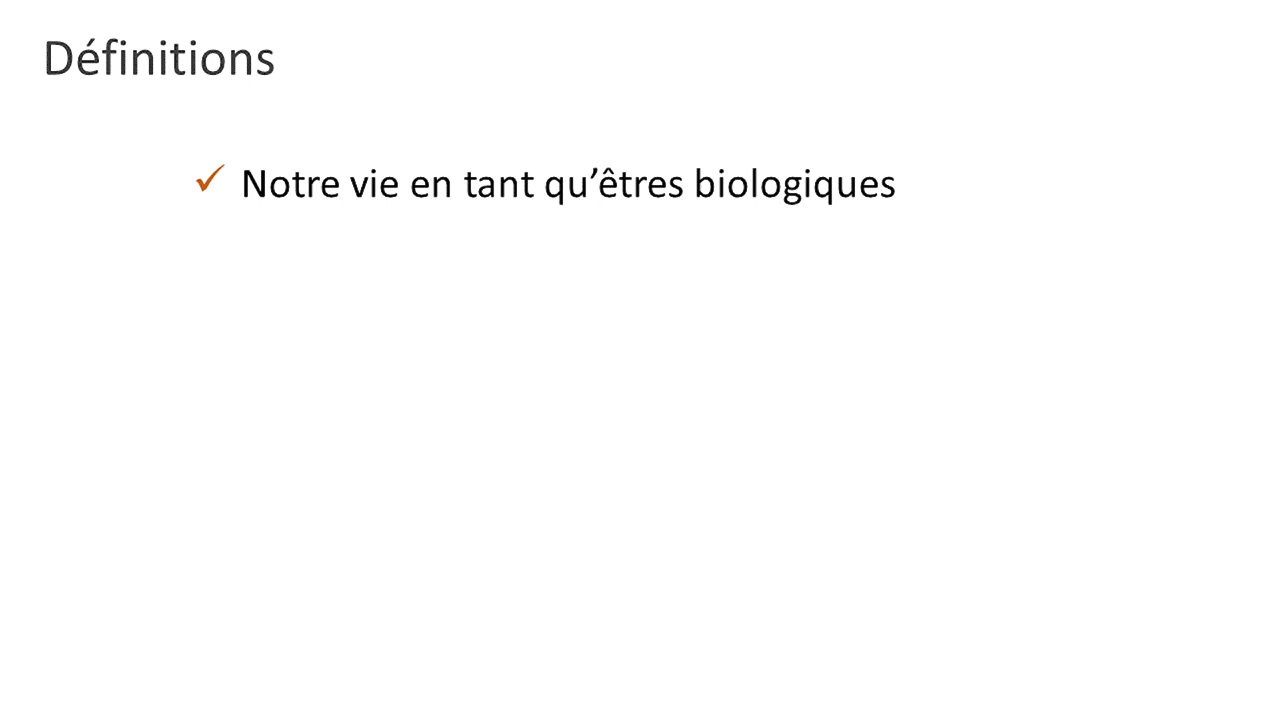 Définitions
✓ Notre vie en tant qu’êtres biologiques